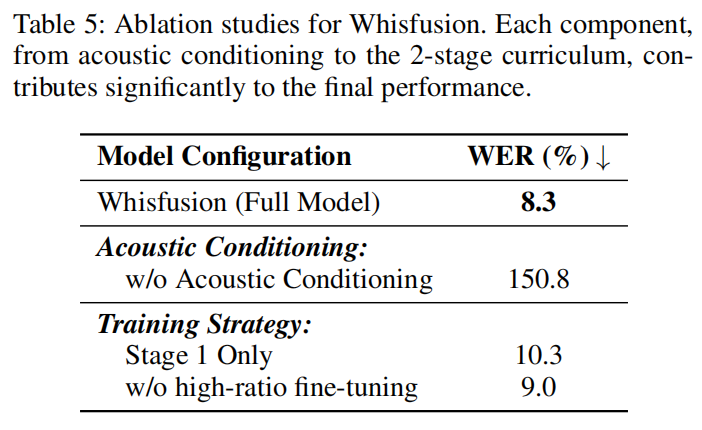 Table 5: Ablation studies for Whisfusion. Each component,
from acoustic conditioning to the 2-stage curriculum, con-
tributes significantly to the final performance.
Model Configuration WER (%) ↓
Whisfusion (Full Model) 8.3
Acoustic Conditioning:
w/o Acoustic Conditioning 150.8
Training Strategy:
Stage 1 Only 10.3
w/o high-ratio fine-tuning 9.0